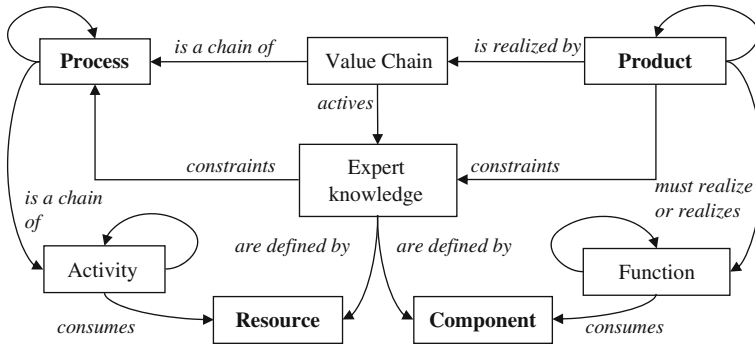 is a chain of
is realized by
Process
Value Chain
Product
actives
constraints
Expert
knowledge
constraints
is a chain
of
must realize
or realizes
are defined by
are defined by
Activity
Function
consumes
Resource
Component
consumes